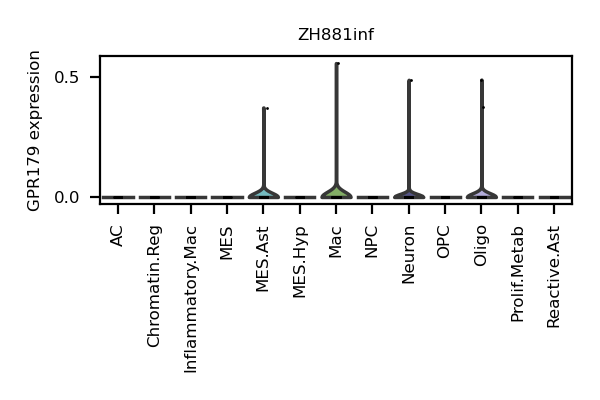 ZH881inf
GPR179 expression
0.5
0.0
AC
Chromatin.Reg
Inflammatory.Mac
MES
MES.Ast
MES.Hyp
Mac
NPC
Neuron
OPC
Oligo
Prolif.Metab
Reactive.Ast